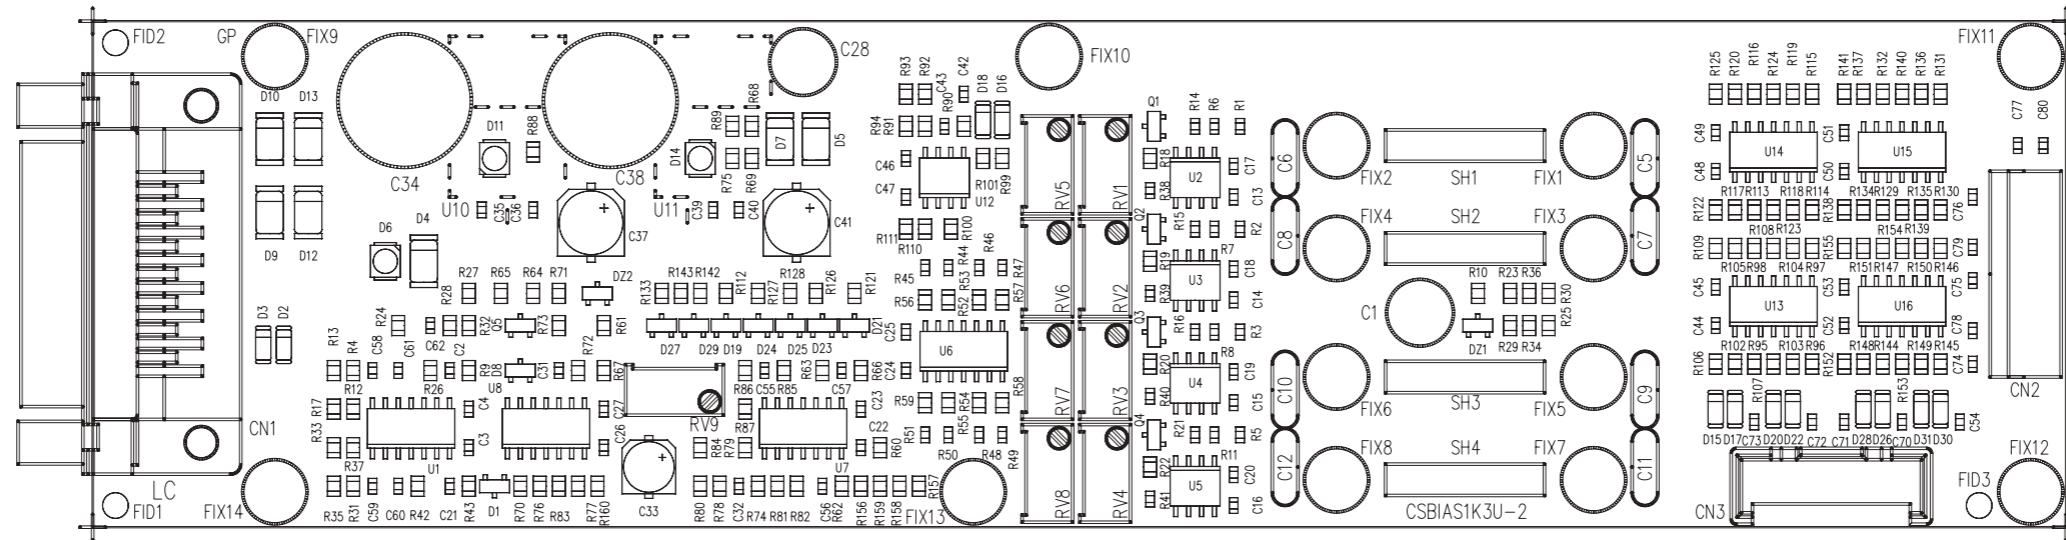 FID2 GP FIX9 C28 FIX10 FIX11
R93 R92 C43 C42 D18 D16 R125 R120 R116 R124 R119 R115 R141 R137 R132 R140 R136 R131
D10 D13 D11 R88 D14 R89 R68 D7 D5 R94 R91 R90 Q1 R14 R6 R1 C77 C80
C49 U14 C51 U15
C46 R18 U2 C17 C6 C5
C34 C38 R75 R69 C47 R101 R99 U12 R38 C13 FIX2 SH1 FIX1 C48 C50
R117 R113 R118 R114 R134 R129 R135 R130
U10 C35 C36 U11 C39 C40 C41 C37 RV5 RV1 Q2 R15 R2 FIX4 SH2 FIX3 R122 R138 C76
D9 D12 D6 D4 R111 R110 R100 R46 R44 R7 C8 C7 R109 R108 R123 R155 R154 R139 C79
R19 U3 C18 R105 R98 R104 R97 R151 R147 R150 R146
R27 R65 R64 R71 DZ2 R143 R142 R112 R128 R126 R121 R45 R53 R47 R10 R23 R36
R28 R133 R127 R56 R52 R57 RV6 RV2 R39 C14 R30 C45 U13 C53 U16 C75
D3 D2 R24 R32 Q5 R73 R61 D21 C25 Q3 R16 R3 C1 R25 C44 C52 C78
R13 R4 C58 C61 C62 C2 R72 D27 D29 D19 D24 D25 D23 U6 DZ1 R29 R34 R102 R95 R103 R96 R148 R144 R149 R145
R9 D8 C31 R67 R63 R66 C24 R20 R8 U4 C19 R106 R152 C74
R12 R26 U8 R86 C55 R85 C57 R58 R40 C15 C10 C9 FIX6 SH3 FIX5 R107 R153 CN2
R17 C4 C27 RV9 C23 R59 R54 RV7 RV3 Q4 R21 R5 C54
CN1 R33 C3 C26 R87 C22 R51 R55 D15 D17 C73 D20 D22 C72 C71 D28 D26 C70 D31 D30
R37 U1 R84 R79 U7 R60 R50 R48 R49 R22 R11 U5 C20 C12 C11 FIX8 SH4 FIX7 FIX12
LC FID3
FID1 FIX14 R35 R31 C59 C60 R42 C21 R43 D1 R70 R76 R83 R77 R160 C33 R80 R78 C32 R74 R81 R82 C56 R62 R156 R159 R158 R157 FIX13 RV8 RV4 R41 C16 CSBIAS1K3U-2 CN3